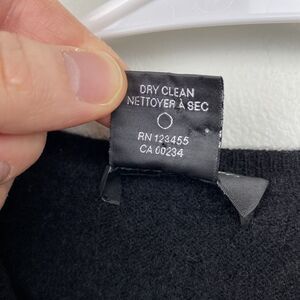 DRY CLEAN
NETTOYER À SEC
RN 123455
CA 00234